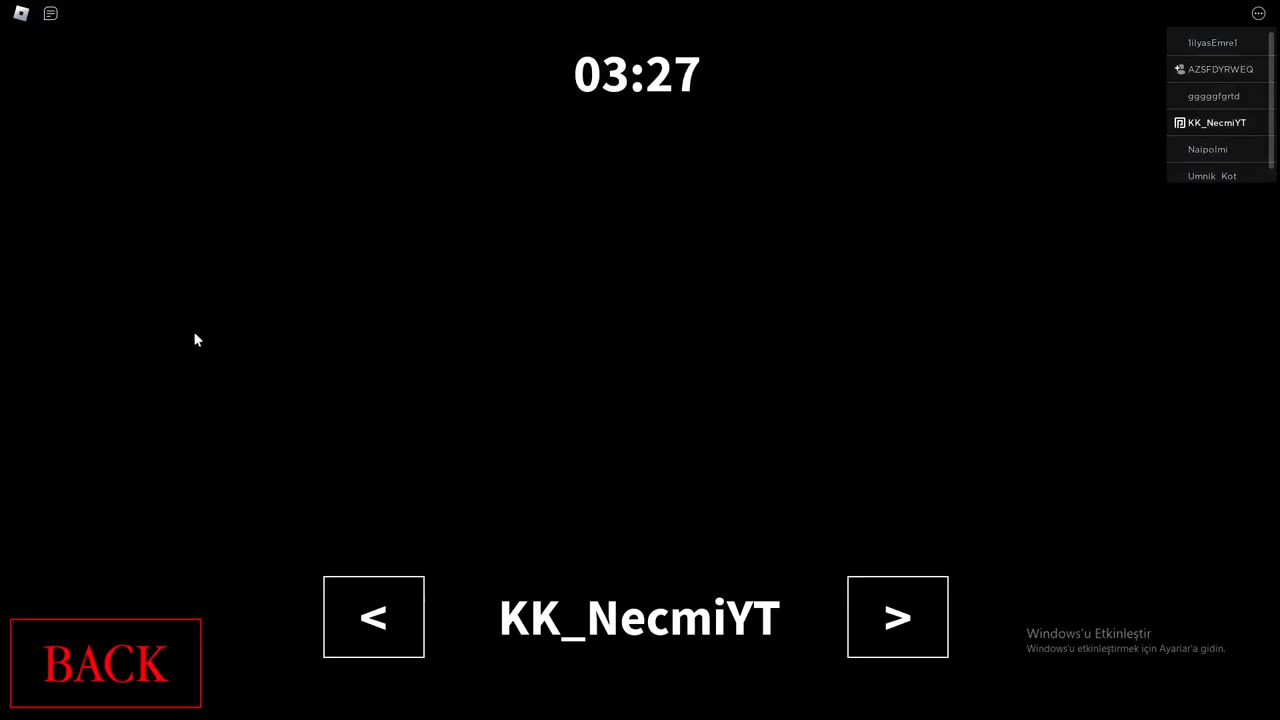 03:27
1ilyasEmre1
AZSFDYRWEQ
gggggfgrtd
KK_NecmiYT
Naipolmi
Umnik_Kot
<
KK_NecmiYT
>
BACK
Windows'u Etkinleştir
Windows'u etkinleştirmek için Ayarlar'a gidin.